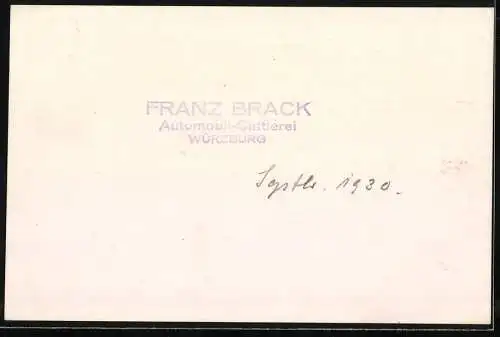 FRANZ BRACK
Automobil-Sattlerei
WÜRZBURG
Septbr. 1930.